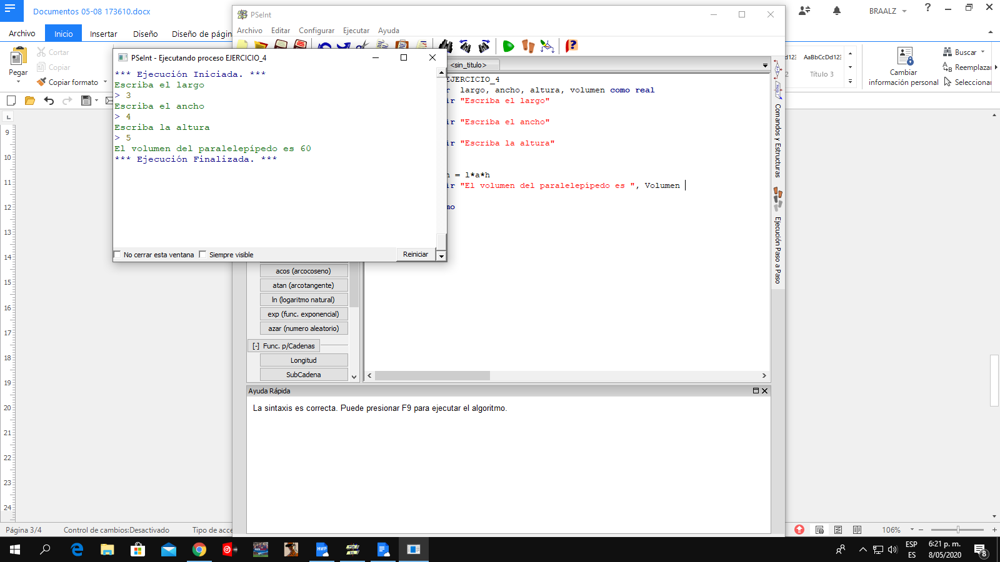 Documentos 05-08 173610.docx
BRAALZ
Archivo
Inicio
Insertar
Diseño
Diseño de págin
Pegar
Cortar
Copiar
Copiar formato
PSeInt
Archivo Editar Configurar Ejecutar Ayuda
<sin_titulo>
PSeInt - Ejecutando proceso EJERCICIO_4
*** Ejecución Iniciada. ***
Escriba el largo
> 3
Escriba el ancho
> 4
Escriba la altura
> 5
El volumen del paralelepípedo es 60
*** Ejecución Finalizada. ***
No cerrar esta ventana
Siempre visible
Reiniciar
EJERCICIO_4
r largo, ancho, altura, volumen como real
ir "Escriba el largo"
ir "Escriba el ancho"
ir "Escriba la altura"
n = l*a*h
ir "El volumen del paralelepípedo es ", Volumen
mo
Comandos y Estructuras
Ejecución Paso a Paso
acos (arcocoseno)
atan (arcotangente)
ln (logaritmo natural)
exp (func. exponencial)
azar (numero aleatorio)
[-] Func. p/Cadenas
Longitud
SubCadena
Ayuda Rápida
La sintaxis es correcta. Puede presionar F9 para ejecutar el algoritmo.
AaBbCcDd123
Título 3
Cambiar
información personal
Buscar
Reemplazar
Seleccionar
9
10
11
12
13
14
15
16
17
18
19
20
21
22
23
24
Página 3/4
Control de cambios:Desactivado
Tipo de acce
106%
ESP
ES
6:21 p. m.
8/05/2020
8